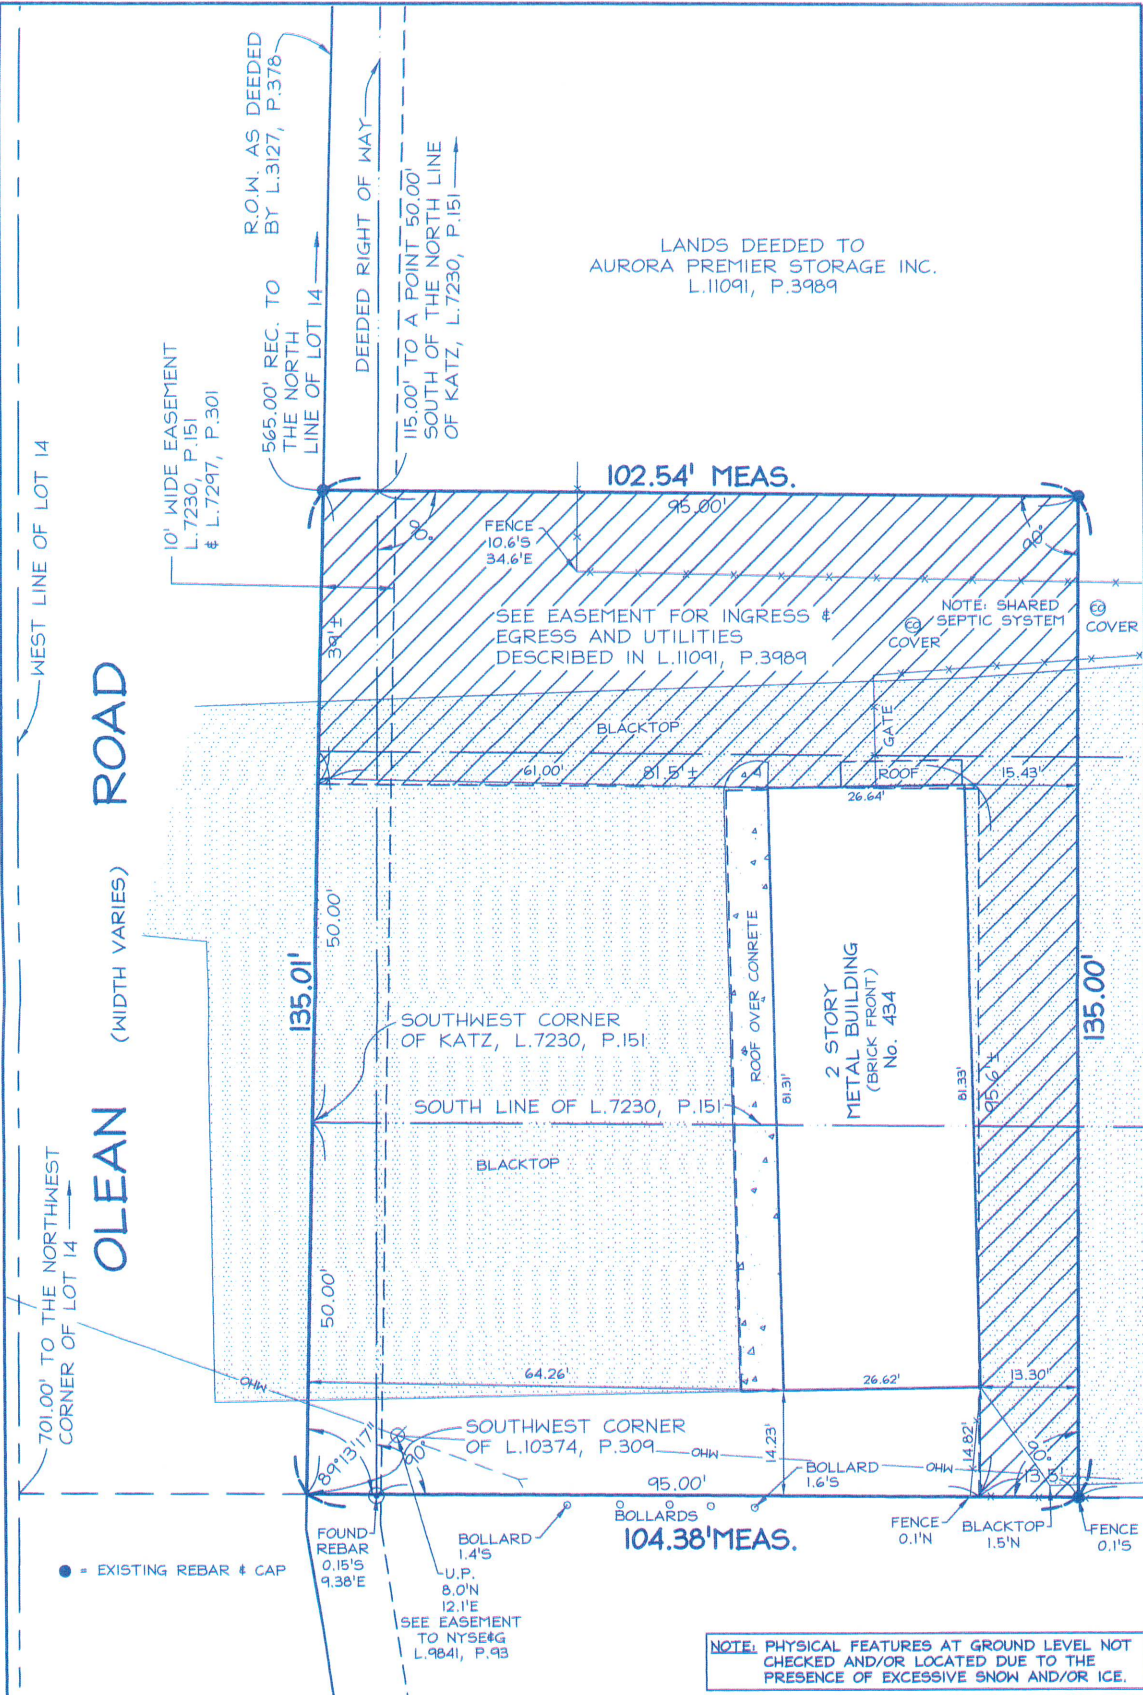 WEST LINE OF LOT 14
701.00' TO THE NORTHWEST
CORNER OF LOT 14
OLEAN (WIDTH VARIES) ROAD
10' WIDE EASEMENT
L.7230, P.151
& L.7297, P.301
R.O.W. AS DEEDED
BY L.3127, P.378
565.00' REC. TO
THE NORTH
LINE OF LOT 14
DEEDED RIGHT OF WAY
115.00' TO A POINT 50.00'
SOUTH OF THE NORTH LINE
OF KATZ, L.7230, P.151
LANDS DEEDED TO
AURORA PREMIER STORAGE INC.
L.11091, P.3989
102.54' MEAS.
95.00'
90°
90°
FENCE
10.6'S
34.6'E
39'±
SEE EASEMENT FOR INGRESS &
EGRESS AND UTILITIES
DESCRIBED IN L.11091, P.3989
NOTE: SHARED
SEPTIC SYSTEM
CO
COVER
CO
COVER
BLACKTOP
GATE
61.00'
81.5'±
ROOF
15.43'
26.64'
135.01'
50.00'
50.00'
SOUTHWEST CORNER
OF KATZ, L.7230, P.151
SOUTH LINE OF L.7230, P.151
BLACKTOP
ROOF OVER CONRETE
81.31'
2 STORY
METAL BUILDING
(BRICK FRONT)
No. 434
81.33'
95.6'±
135.00'
64.26'
26.62'
13.30'
OHW
89°13'17"
90°
SOUTHWEST CORNER
OF L.10374, P.309
OHW
14.23'
OHW
14.82'
90°
13.5'
95.00'
BOLLARD
1.6'S
BOLLARDS
104.38'MEAS.
FOUND
REBAR
0.15'S
9.38'E
BOLLARD
1.4'S
FENCE
0.1'N
BLACKTOP
1.5'N
FENCE
0.1'S
U.P.
8.0'N
12.1'E
SEE EASEMENT
TO NYSE&G
L.9841, P.93
= EXISTING REBAR & CAP
NOTE: PHYSICAL FEATURES AT GROUND LEVEL NOT
CHECKED AND/OR LOCATED DUE TO THE
PRESENCE OF EXCESSIVE SNOW AND/OR ICE.